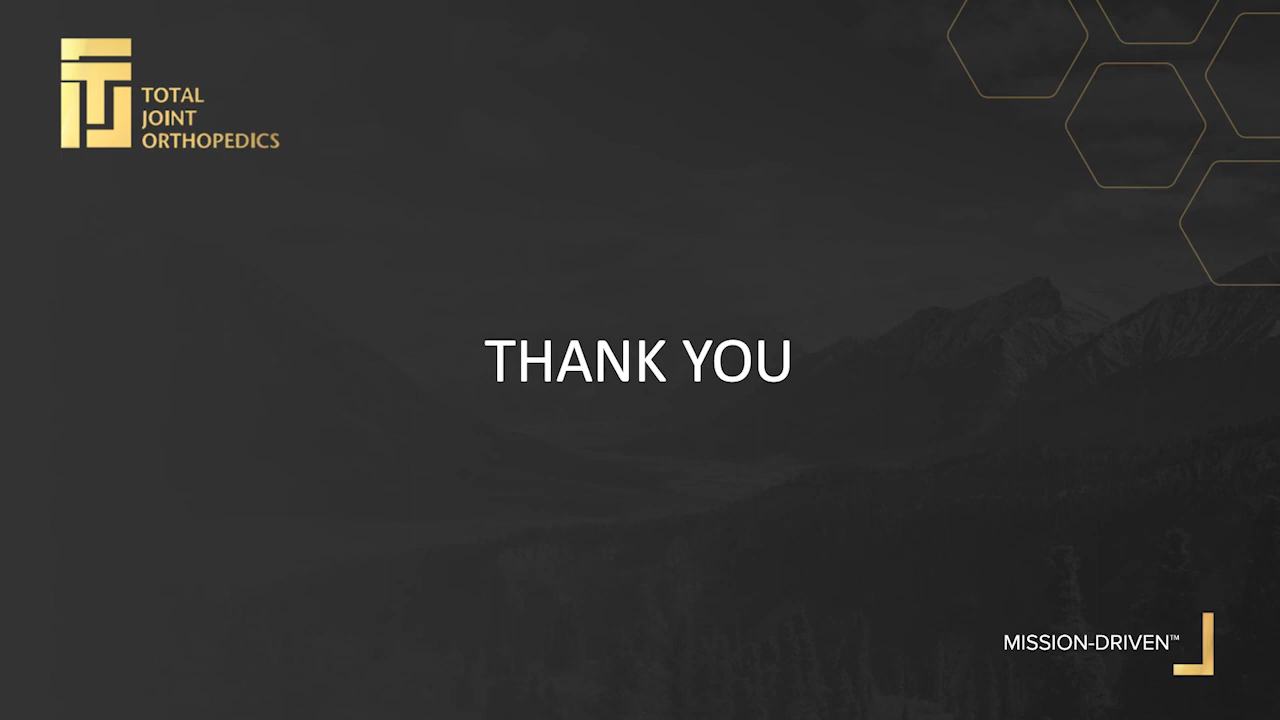 TOTAL
JOINT
ORTHOPEDICS
THANK YOU
MISSION-DRIVEN™